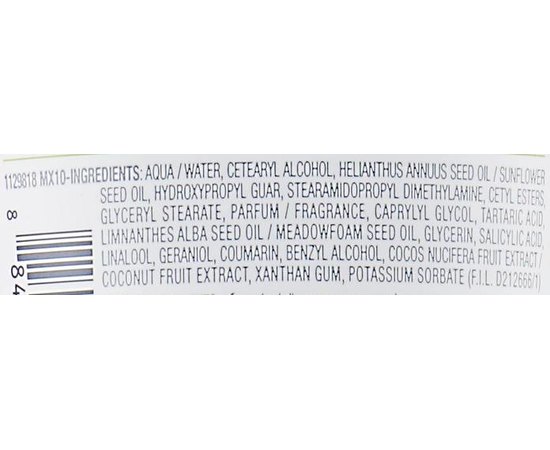 1129818 MX10-INGREDIENTS: AQUA / WATER, CETEARYL ALCOHOL, HELIANTHUS ANNUUS SEED OIL / SUNFLOWER
SEED OIL, HYDROXYPROPYL GUAR, STEARAMIDOPROPYL DIMETHYLAMINE, CETYL ESTERS,
GLYCERYL STEARATE, PARFUM / FRAGRANCE, CAPRYLYL GLYCOL, TARTARIC ACID,
LIMNANTHES ALBA SEED OIL / MEADOWFOAM SEED OIL, GLYCERIN, SALICYLIC ACID,
LINALOOL, GERANIOL, COUMARIN, BENZYL ALCOHOL, COCOS NUCIFERA FRUIT EXTRACT /
COCONUT FRUIT EXTRACT, XANTHAN GUM, POTASSIUM SORBATE (F.I.L. D212666/1)
8
84